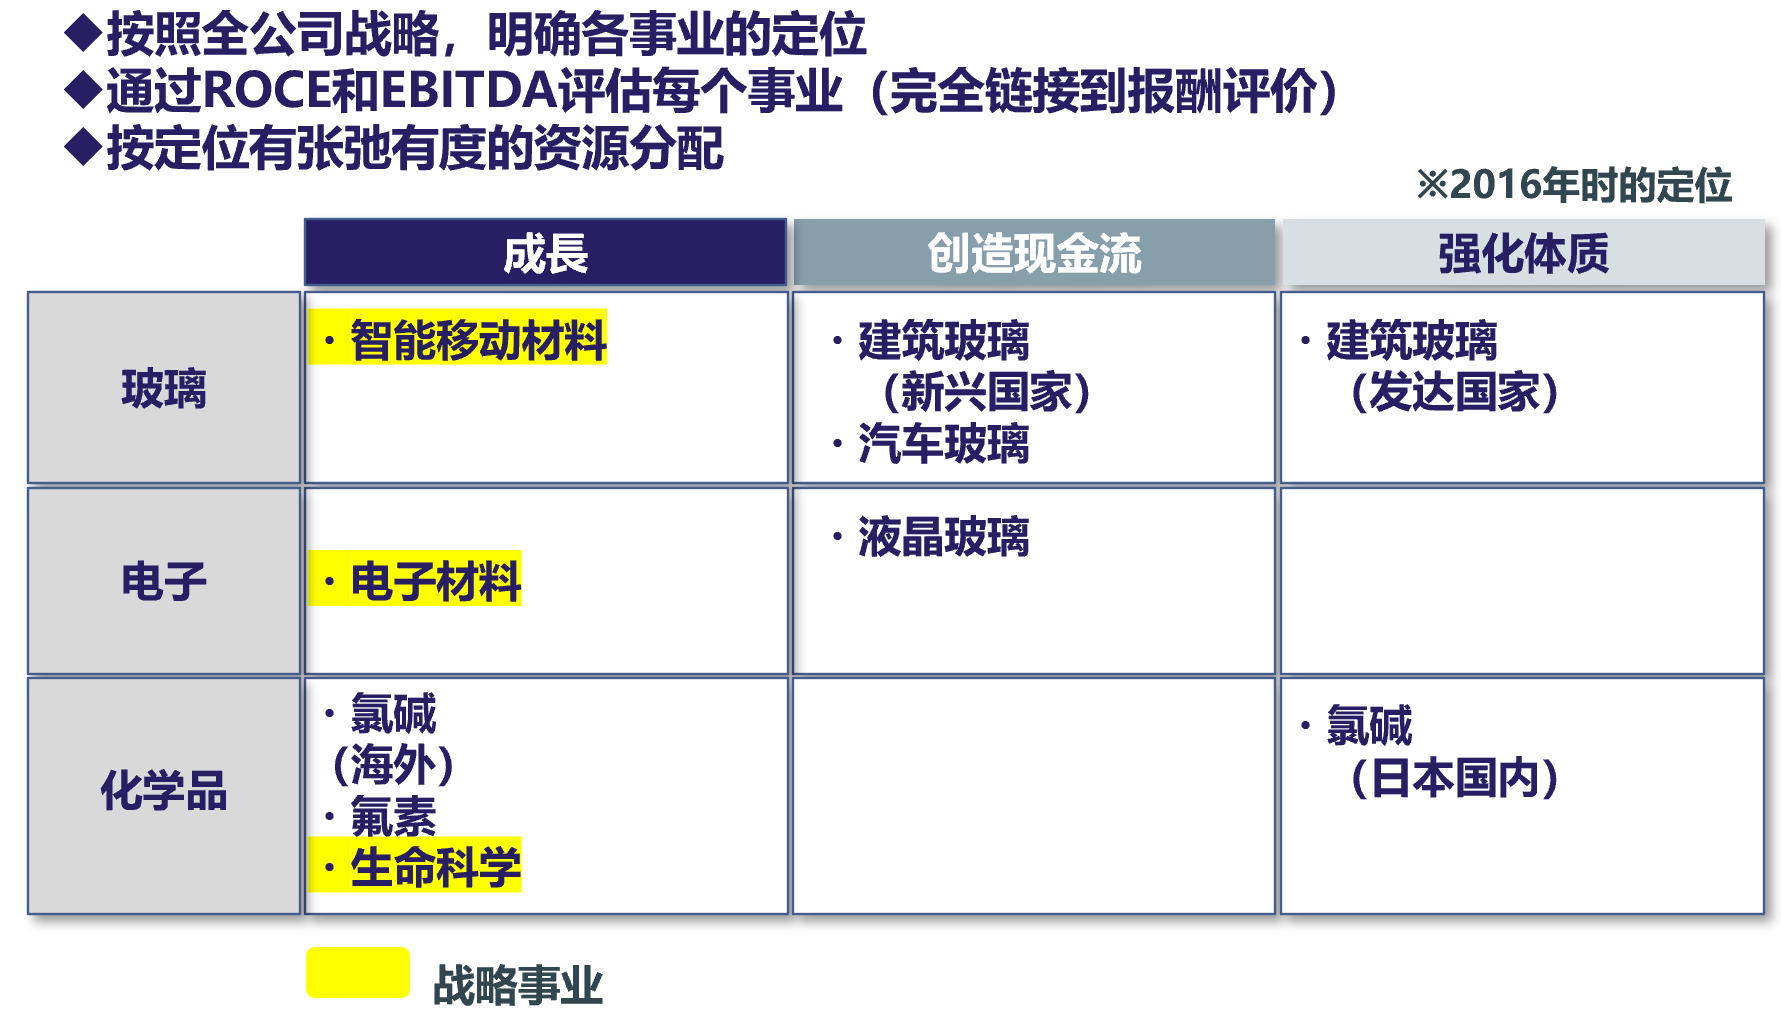 ◆按照全公司战略，明确各事业的定位
◆通过ROCE和EBITDA评估每个事业（完全链接到报酬评价）
◆按定位有张弛有度的资源分配
※2016年时的定位
成長
创造现金流
强化体质
玻璃
・智能移动材料
・建筑玻璃
（新兴国家）
・汽车玻璃
・建筑玻璃
（发达国家）
电子
・电子材料
・液晶玻璃
化学品
・氯碱
（海外）
・氟素
・生命科学
・氯碱
（日本国内）
战略事业